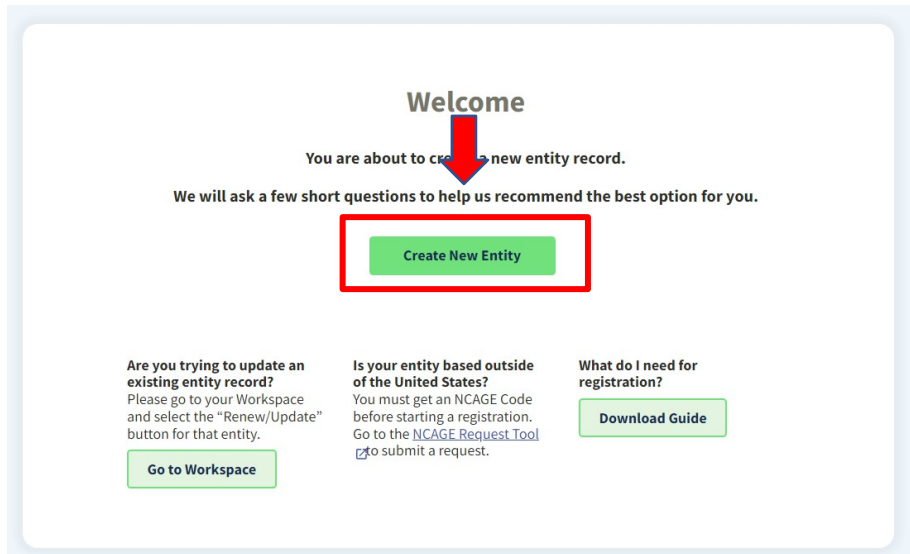 Welcome
You are about to cr new entity record.
We will ask a few short questions to help us recommend the best option for you.
Create New Entity
Are you trying to update an
existing entity record?
Please go to your Workspace
and select the “Renew/Update”
button for that entity.
Go to Workspace
Is your entity based outside
of the United States?
You must get an NCAGE Code
before starting a registration.
Go to the NCAGE Request Tool
to submit a request.
What do I need for
registration?
Download Guide